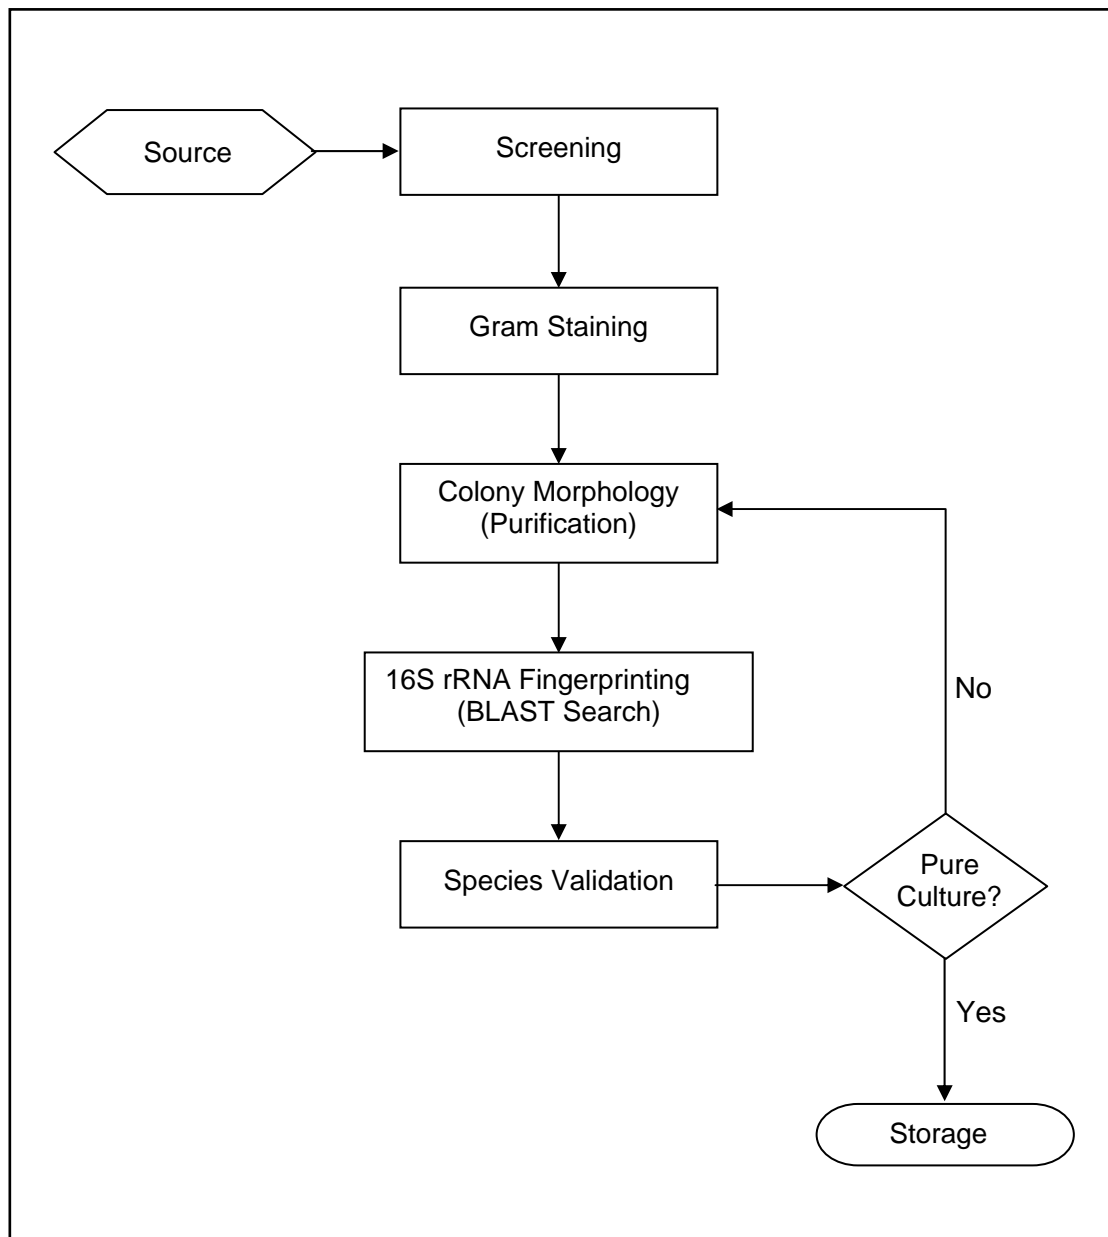 Source
Screening
Gram Staining
Colony Morphology
(Purification)
16S rRNA Fingerprinting
(BLAST Search)
Species Validation
Pure
Culture?
No
Yes
Storage